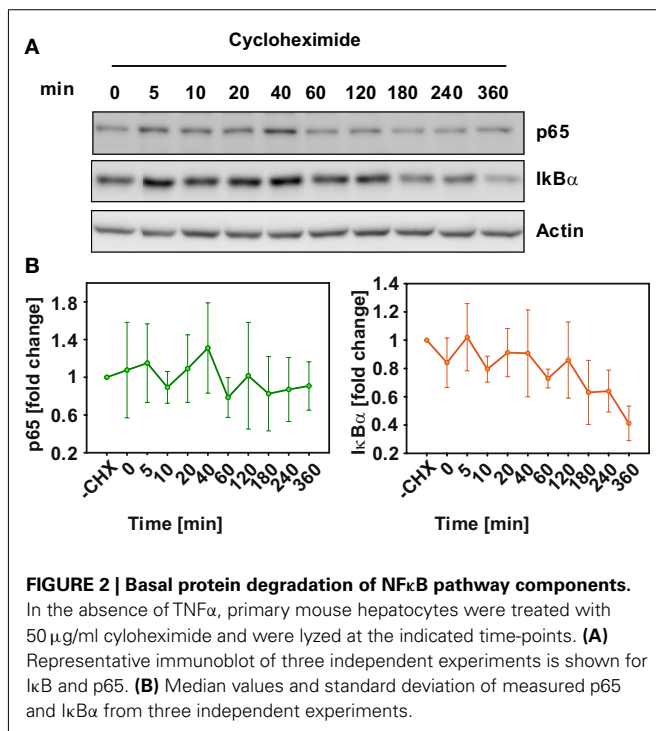 A
Cycloheximide
min 0 5 10 20 40 60 120 180 240 360
p65
IkBα
Actin
B
p65 [fold change]
1.8
1.4
1
0.6
0.2
-CHX 0 5 10 20 40 60 120 180 240 360
Time [min]
IκBα [fold change]
1.4
1.2
1
0.8
0.6
0.4
0.2
-CHX 0 5 10 20 40 60 120 180 240 360
Time [min]
FIGURE 2 | Basal protein degradation of NFκB pathway components.
In the absence of TNFα, primary mouse hepatocytes were treated with
50 μg/ml cyloheximide and were lyzed at the indicated time-points. (A)
Representative immunoblot of three independent experiments is shown for
IκB and p65. (B) Median values and standard deviation of measured p65
and IκBα from three independent experiments.